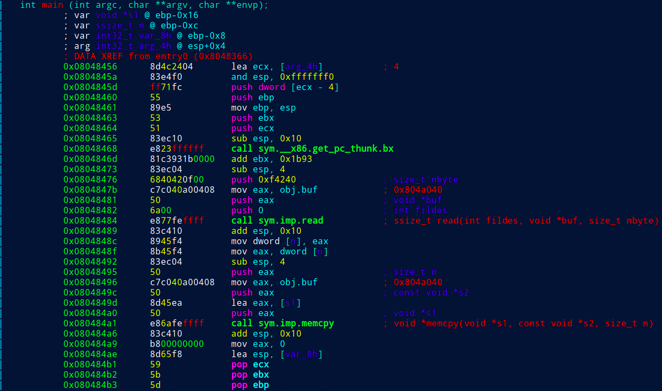 int main (int argc, char **argv, char **envp);
; var void *s1 @ ebp-0x16
; var ssize_t n @ ebp-0xc
; var int32_t var_8h @ ebp-0x8
; arg int32_t arg_4h @ esp+0x4
; DATA XREF from entry0 (0x8048366)
0x08048456 8d4c2404 lea ecx, [arg_4h] ; 4
0x0804845a 83e4f0 and esp, 0xfffffff0
0x0804845d ff71fc push dword [ecx - 4]
0x08048460 55 push ebp
0x08048461 89e5 mov ebp, esp
0x08048463 53 push ebx
0x08048464 51 push ecx
0x08048465 83ec10 sub esp, 0x10
0x08048468 e823ffffff call sym.__x86.get_pc_thunk.bx
0x0804846d 81c3931b0000 add ebx, 0x1b93
0x08048473 83ec04 sub esp, 4
0x08048476 6840420f00 push 0xf4240 ; size_t nbyte
0x0804847b c7c040a00408 mov eax, obj.buf ; 0x804a040
0x08048481 50 push eax ; void *buf
0x08048482 6a00 push 0 ; int fildes
0x08048484 e877feffff call sym.imp.read ; ssize_t read(int fildes, void *buf, size_t nbyte)
0x08048489 83c410 add esp, 0x10
0x0804848c 8945f4 mov dword [n], eax
0x0804848f 8b45f4 mov eax, dword [n]
0x08048492 83ec04 sub esp, 4
0x08048495 50 push eax ; size_t n
0x08048496 c7c040a00408 mov eax, obj.buf ; 0x804a040
0x0804849c 50 push eax ; const void *s2
0x0804849d 8d45ea lea eax, [s1]
0x080484a0 50 push eax ; void *s1
0x080484a1 e86afeffff call sym.imp.memcpy ; void *memcpy(void *s1, const void *s2, size_t n)
0x080484a6 83c410 add esp, 0x10
0x080484a9 b800000000 mov eax, 0
0x080484ae 8d65f8 lea esp, [var_8h]
0x080484b1 59 pop ecx
0x080484b2 5b pop ebx
0x080484b3 5d pop ebp